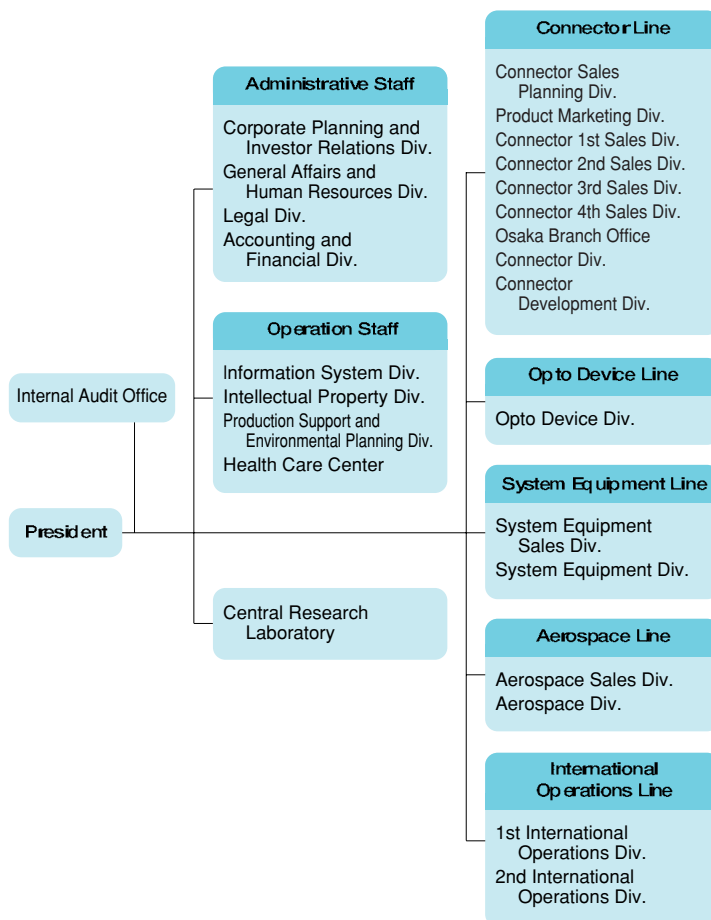 Connector Line
Connector Sales
Planning Div.
Product Marketing Div.
Connector 1st Sales Div.
Connector 2nd Sales Div.
Connector 3rd Sales Div.
Connector 4th Sales Div.
Osaka Branch Office
Connector Div.
Connector
Development Div.
Administrative Staff
Corporate Planning and
Investor Relations Div.
General Affairs and
Human Resources Div.
Legal Div.
Accounting and
Financial Div.
Operation Staff
Information System Div.
Intellectual Property Div.
Production Support and
Environmental Planning Div.
Health Care Center
Internal Audit Office
President
Central Research
Laboratory
Opto Device Line
Opto Device Div.
System Equipment Line
System Equipment
Sales Div.
System Equipment Div.
Aerospace Line
Aerospace Sales Div.
Aerospace Div.
International
Operations Line
1st International
Operations Div.
2nd International
Operations Div.